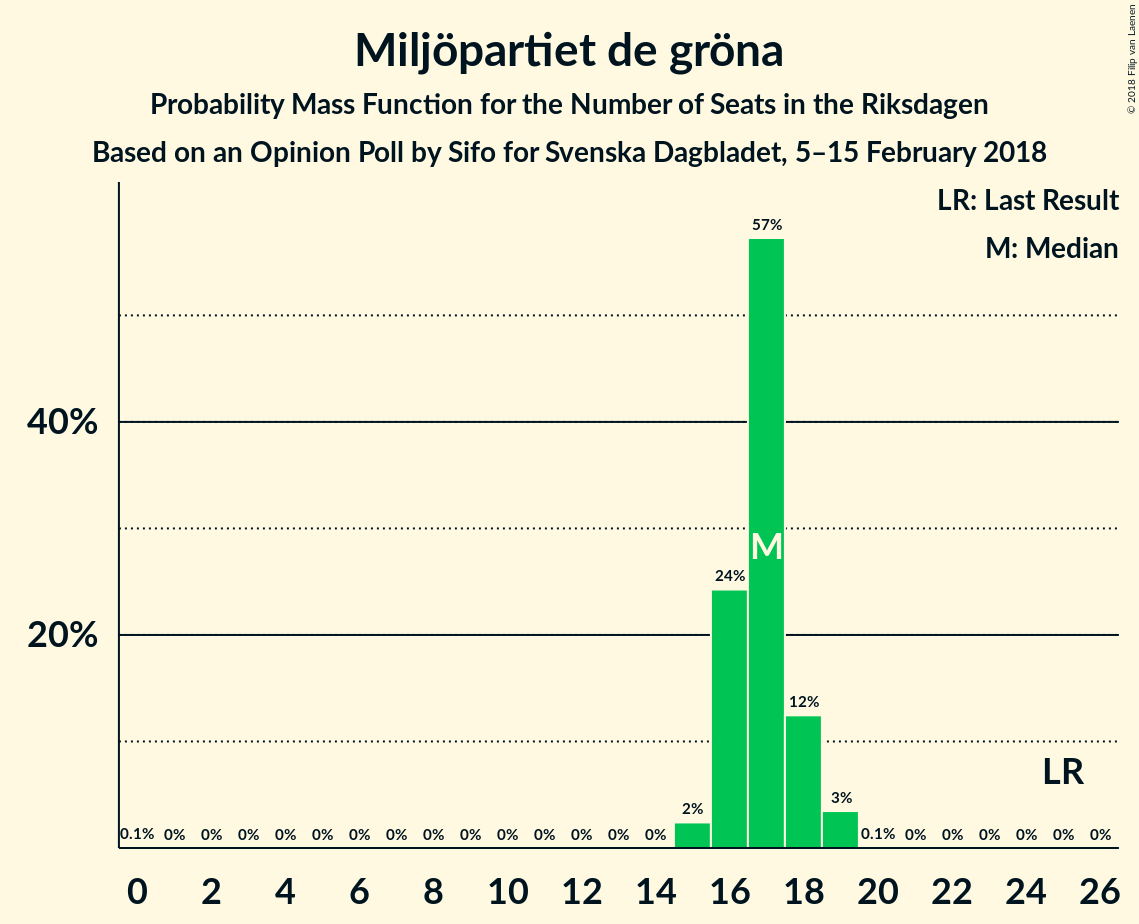 Miljöpartiet de gröna
Probability Mass Function for the Number of Seats in the Riksdagen
Based on an Opinion Poll by Sifo for Svenska Dagbladet, 5–15 February 2018
© 2018 Filip van Laenen
LR: Last Result
M: Median
57%
40%
M
24%
20%
12%
LR
3%
2%
0.1% 0% 0% 0% 0% 0% 0% 0% 0% 0% 0% 0% 0% 0% 0% 0.1% 0% 0% 0% 0% 0% 0%
0 2 4 6 8 10 12 14 16 18 20 22 24 26